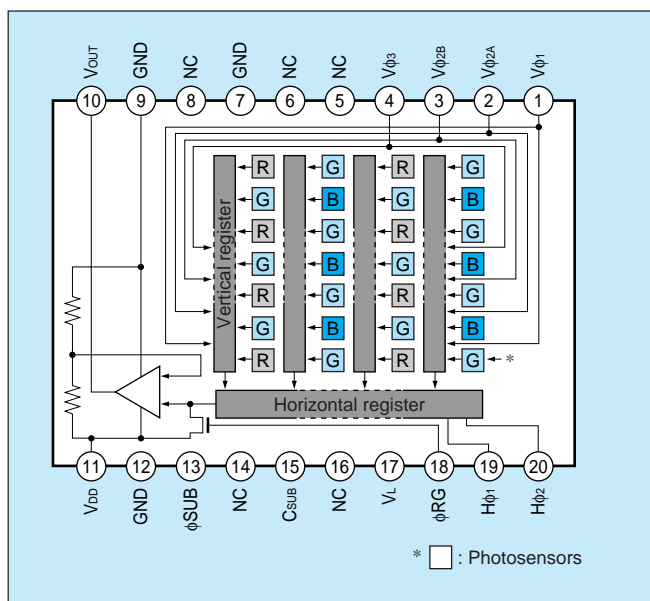 VOUT GND NC GND NC NC Vϕ3 Vϕ2B Vϕ2A Vϕ1
10 9 8 7 6 5 4 3 2 1
R G R G
G B G B
R G R G
G B G B
R G R G
G B G B
R G R G *
Vertical register
Horizontal register
11 12 13 14 15 16 17 18 19 20
VDD GND ϕSUB NC CSUB NC VL ϕRG Hϕ1 Hϕ2
* : Photosensors